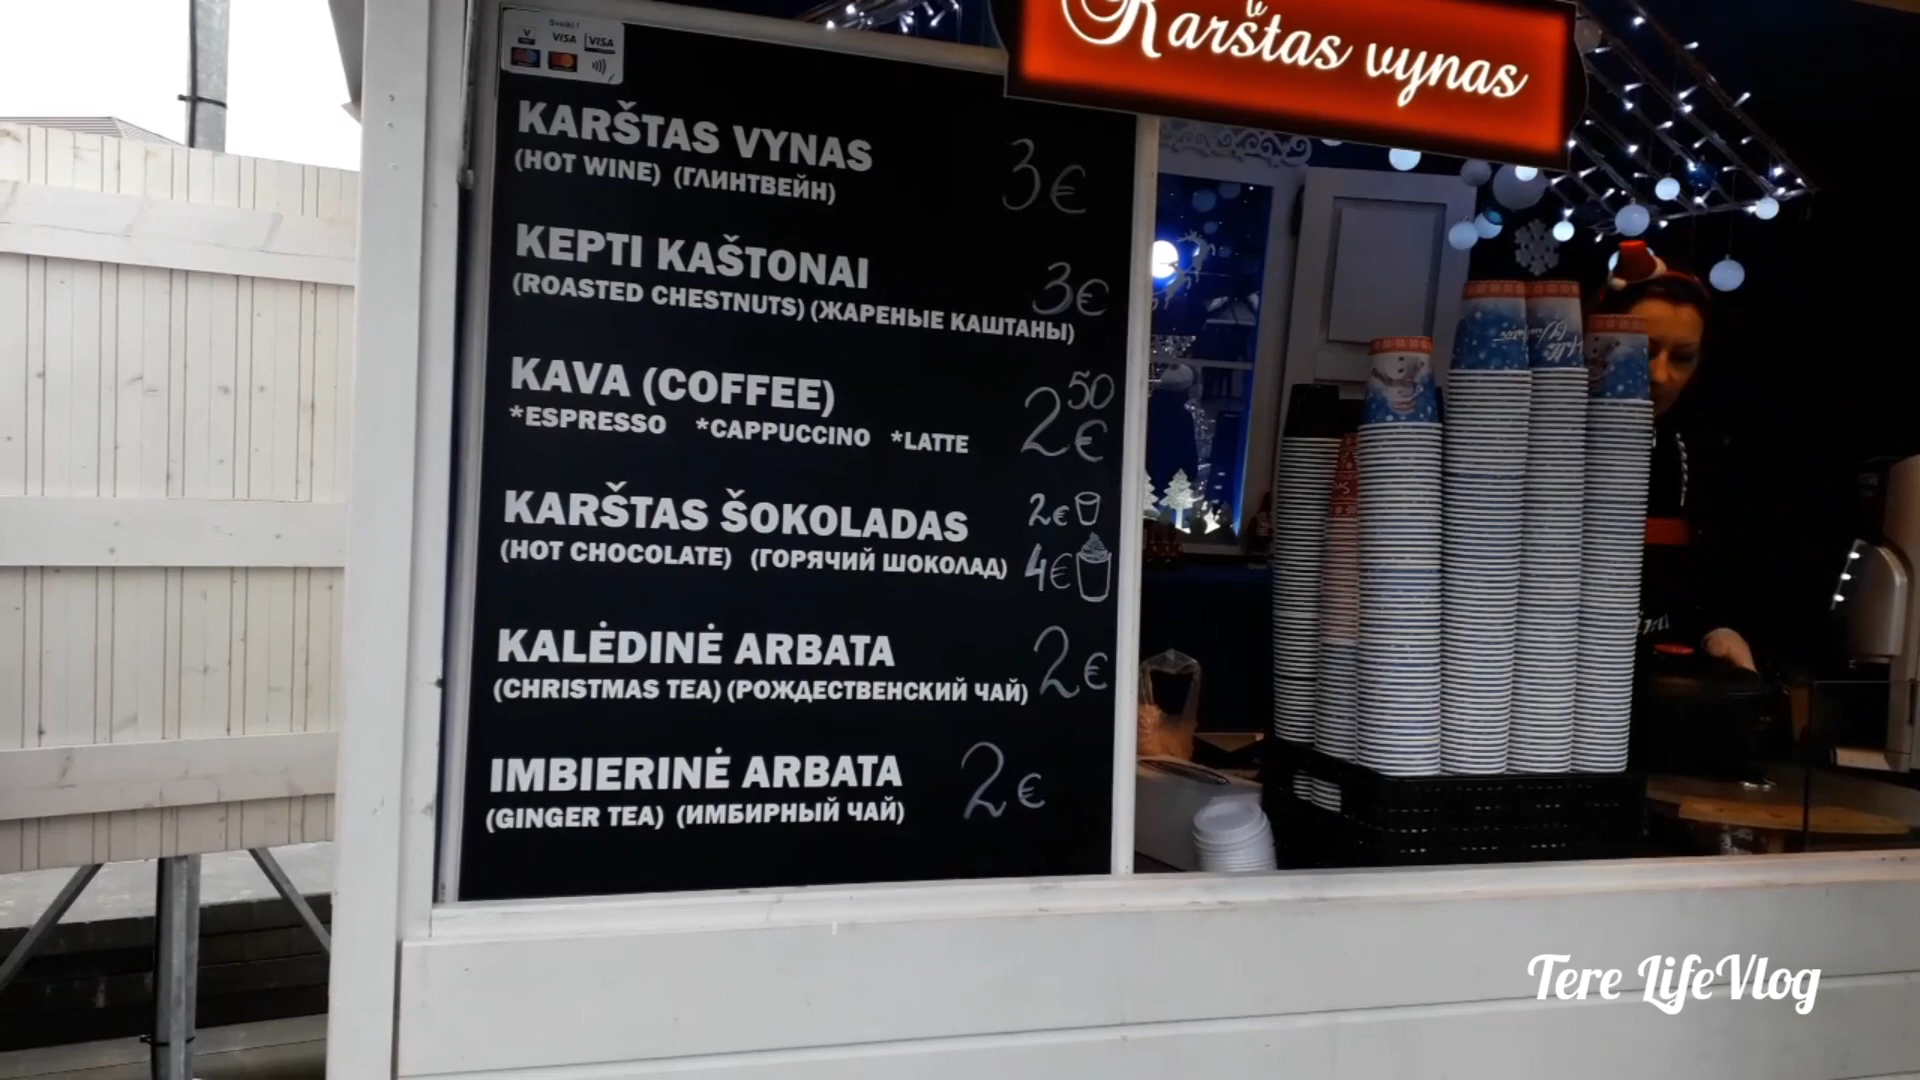 Karštas vynas
Sveiki!
VISA VISA
KARŠTAS VYNAS 3€
(HOT WINE) (ГЛИНТВЕЙН)
KEPTI KAŠTONAI 3€
(ROASTED CHESTNUTS) (ЖАРЕНЫЕ КАШТАНЫ)
KAVA (COFFEE) 2 50 €
*ESPRESSO *CAPPUCCINO *LATTE
KARŠTAS ŠOKOLADAS 2€
(HOT CHOCOLATE) (ГОРЯЧИЙ ШОКОЛАД) 4€
KALĖDINĖ ARBATA 2€
(CHRISTMAS TEA) (РОЖДЕСТВЕНСКИЙ ЧАЙ)
IMBIERINĖ ARBATA 2€
(GINGER TEA) (ИМБИРНЫЙ ЧАЙ)
Tere LifeVlog